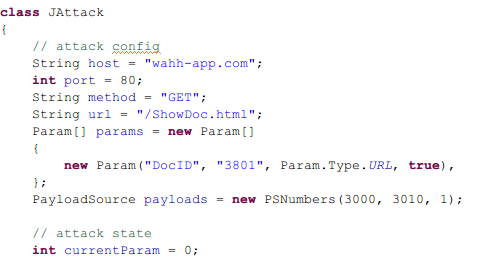 class JAttack
{
// attack config
String host = "wahh-app.com";
int port = 80;
String method = "GET";
String url = "/ShowDoc.html";
Param[] params = new Param[]
{
new Param("DocID", "3801", Param.Type.URL, true),
};
PayloadSource payloads = new PSNumbers(3000, 3010, 1);
// attack state
int currentParam = 0;